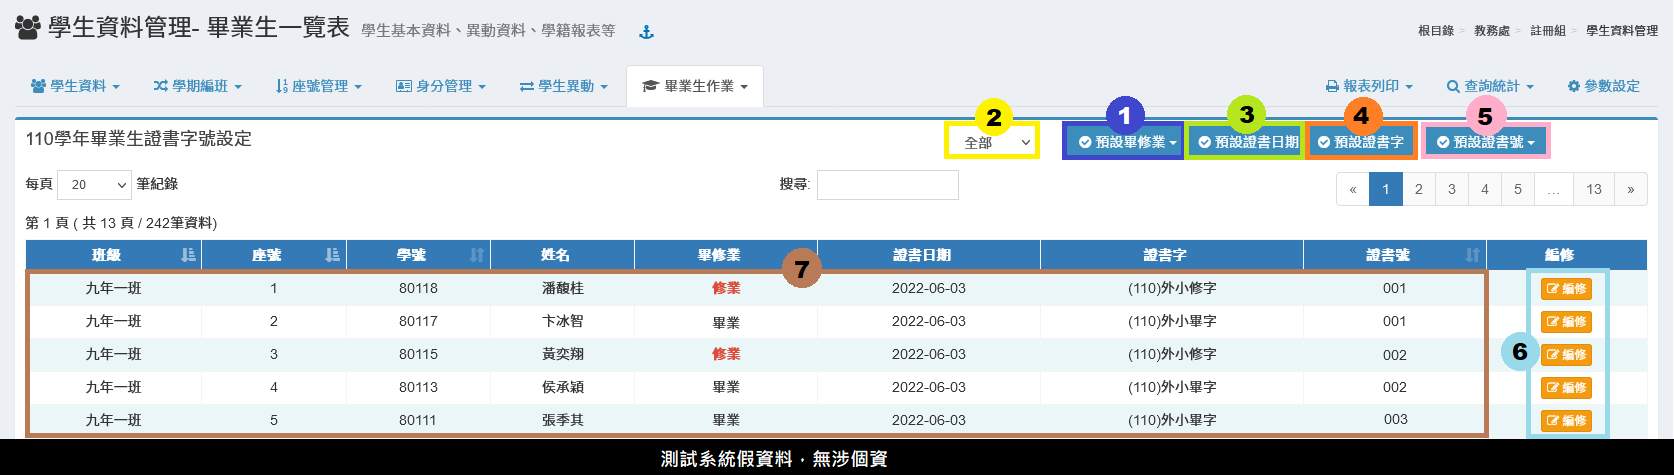 學生資料管理- 畢業生一覽表 學生基本資料、異動資料、學籍報表等
根目錄 > 教務處 > 註冊組 > 學生資料管理
學生資料 學期編班 座號管理 身分管理 學生異動 畢業生作業 報表列印 查詢統計 參數設定
2 1 3 4 5
110學年畢業生證書字號設定 全部 預設畢修業 預設證書日期 預設證書字 預設證書號
每頁 20 筆紀錄 搜尋: « 1 2 3 4 5 … 13 »
第 1 頁 ( 共 13 頁 / 242筆資料)
班級 座號 學號 姓名 畢修業 證書日期 證書字 證書號 編修
7
九年一班 1 80118 潘馥桂 修業 2022-06-03 (110)外小修字 001 編修
九年一班 2 80117 卞冰智 畢業 2022-06-03 (110)外小畢字 001 編修
九年一班 3 80115 黃奕翔 修業 2022-06-03 (110)外小修字 002 編修
6
九年一班 4 80113 侯承穎 畢業 2022-06-03 (110)外小畢字 002 編修
九年一班 5 80111 張季其 畢業 2022-06-03 (110)外小畢字 003 編修
測試系統假資料，無涉個資